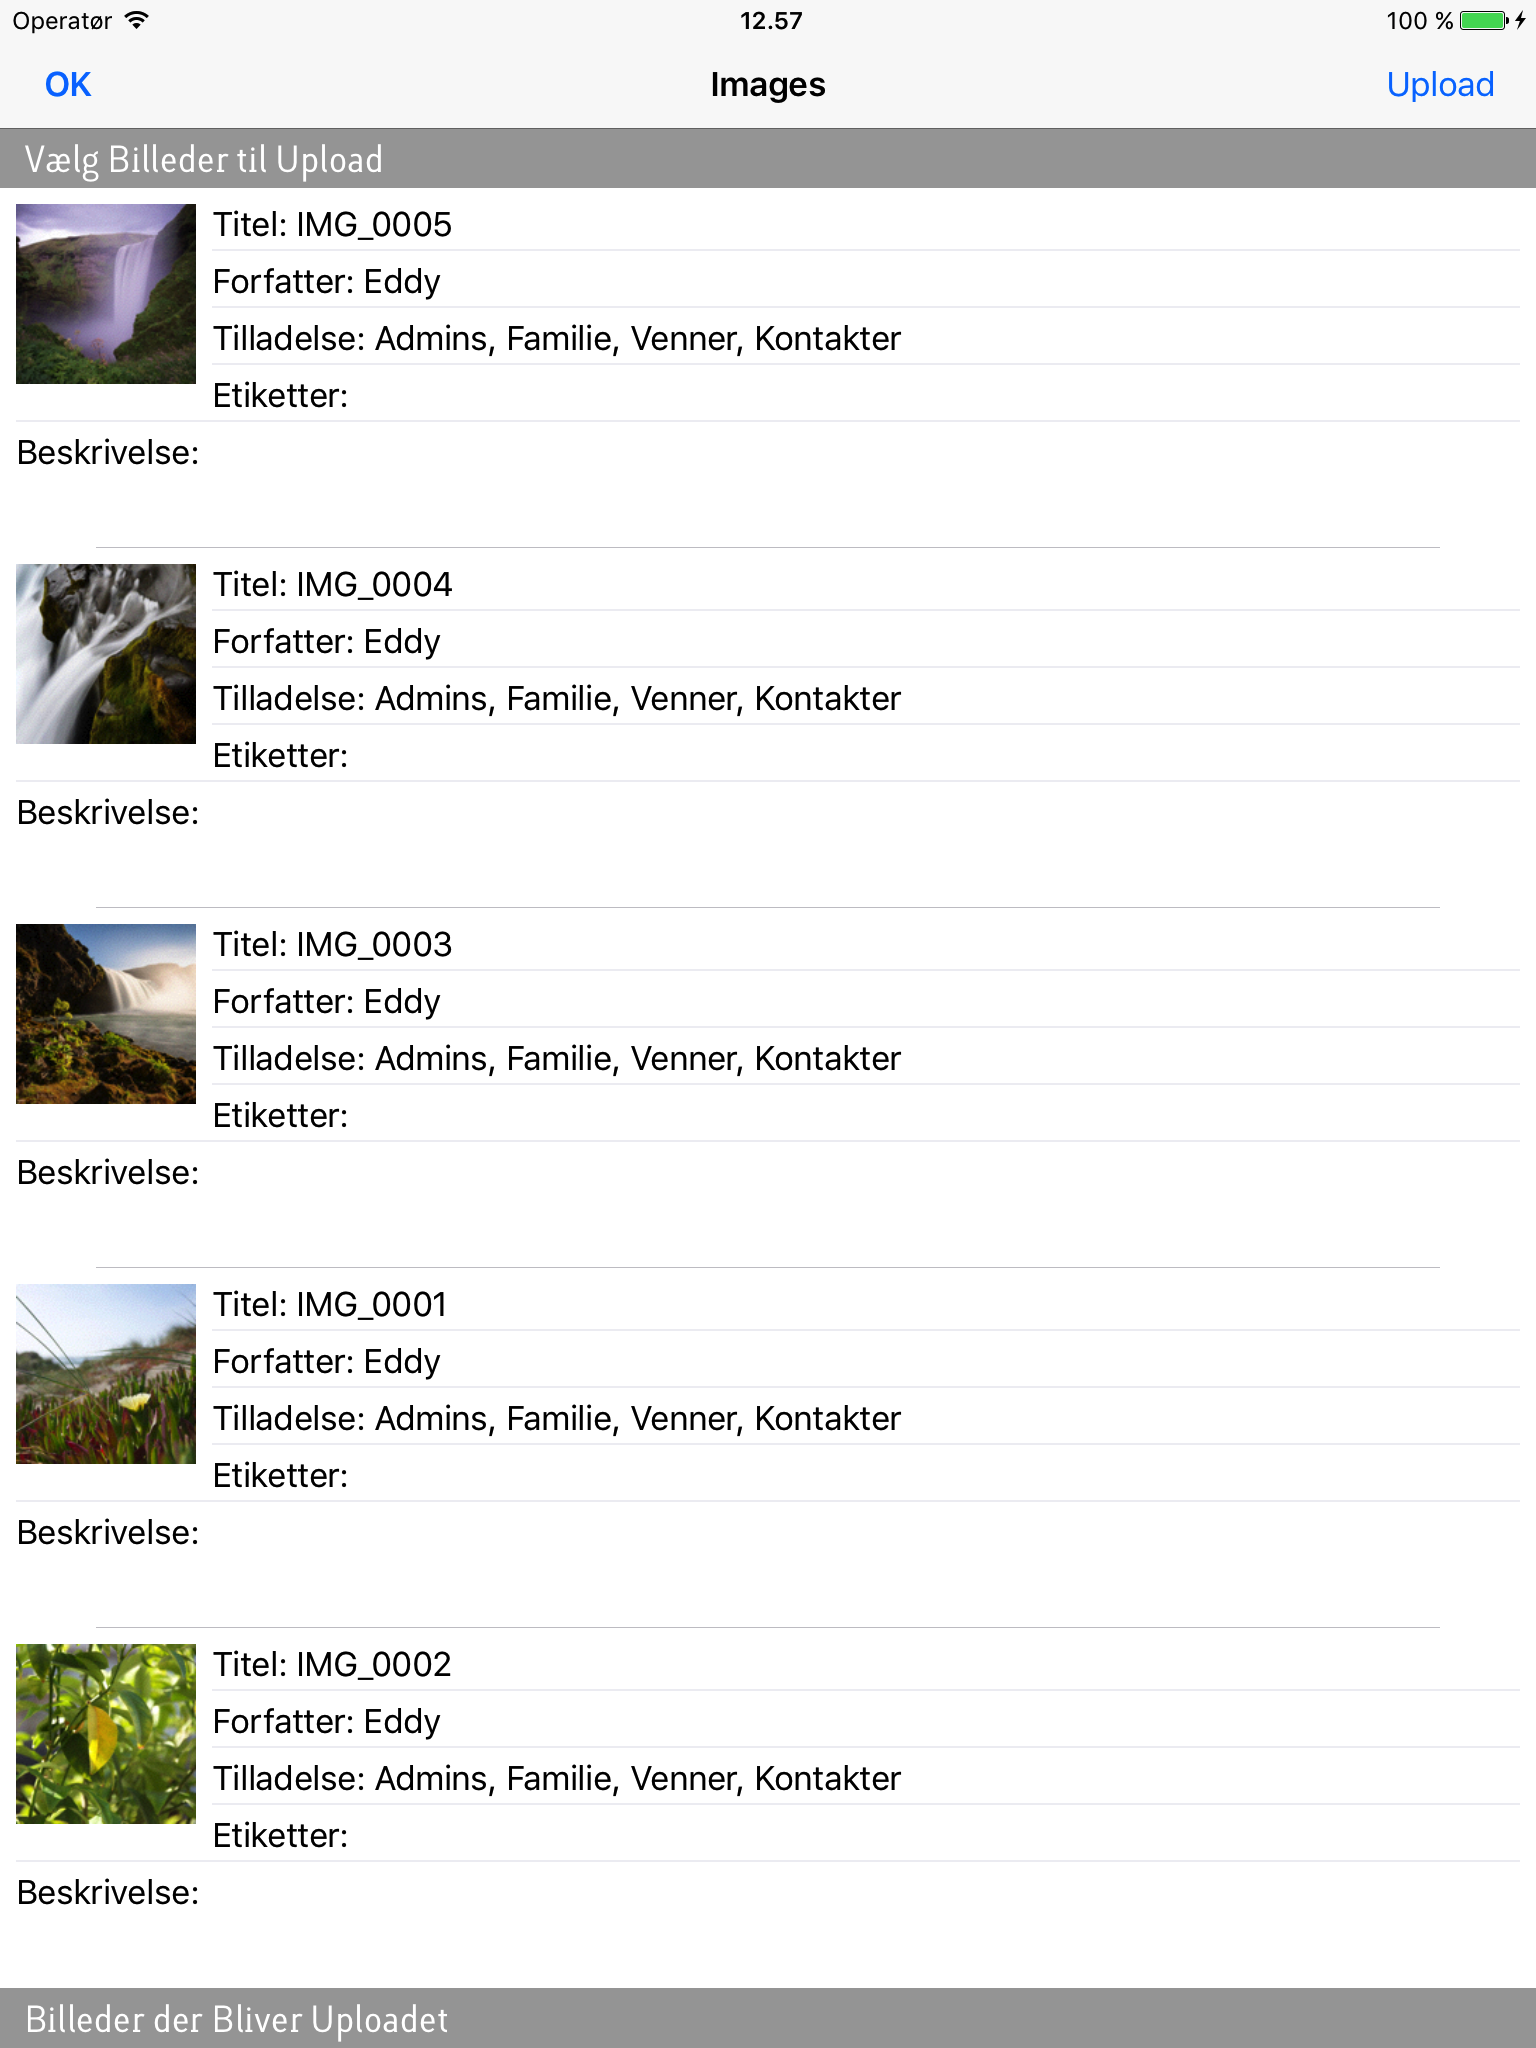 Operatør 12.57 100 %
OK Images Upload
Vælg Billeder til Upload
Titel: IMG_0005
Forfatter: Eddy
Tilladelse: Admins, Familie, Venner, Kontakter
Etiketter:
Beskrivelse:
Titel: IMG_0004
Forfatter: Eddy
Tilladelse: Admins, Familie, Venner, Kontakter
Etiketter:
Beskrivelse:
Titel: IMG_0003
Forfatter: Eddy
Tilladelse: Admins, Familie, Venner, Kontakter
Etiketter:
Beskrivelse:
Titel: IMG_0001
Forfatter: Eddy
Tilladelse: Admins, Familie, Venner, Kontakter
Etiketter:
Beskrivelse:
Titel: IMG_0002
Forfatter: Eddy
Tilladelse: Admins, Familie, Venner, Kontakter
Etiketter:
Beskrivelse:
Billeder der Bliver Uploadet